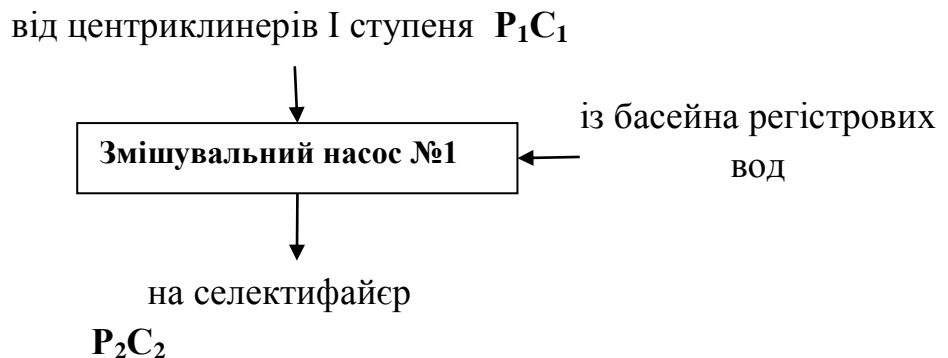 від центриклинерів І ступеня P₁C₁
із басейна регістрових
вод
Змішувальний насос №1
на селектифайєр
P₂C₂